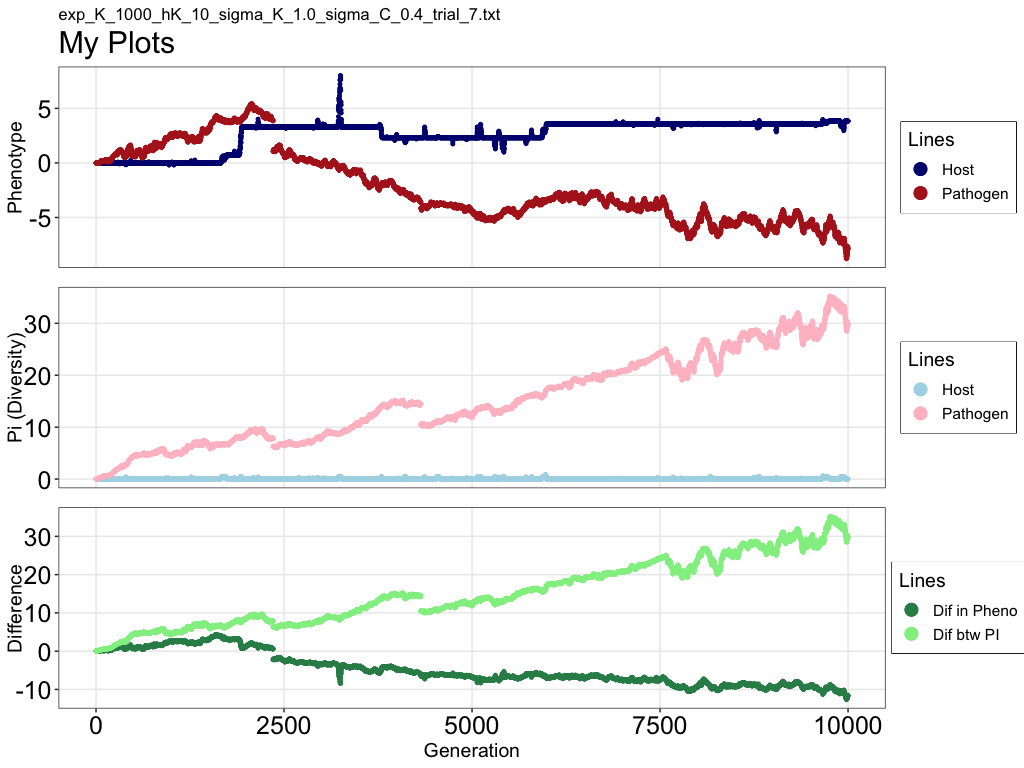 exp_K_1000_hK_10_sigma_K_1.0_sigma_C_0.4_trial_7.txt
My Plots
Phenotype
5
0
-5
Lines
Host
Pathogen
Pi (Diversity)
30
20
10
0
Lines
Host
Pathogen
Difference
30
20
10
0
-10
Lines
Dif in Pheno
Dif btw PI
0 2500 5000 7500 10000
Generation